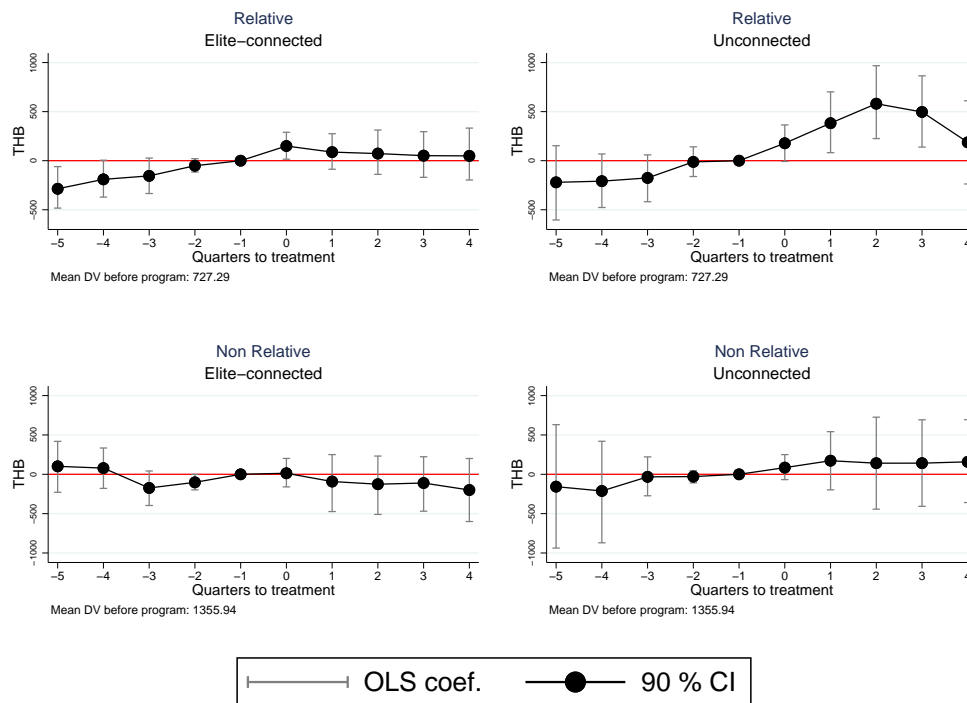 Relative
Elite−connected
THB
1000
500
0
−500
−5 −4 −3 −2 −1 0 1 2 3 4
Quarters to treatment
Mean DV before program: 727.29
Relative
Unconnected
THB
1000
500
0
−500
−5 −4 −3 −2 −1 0 1 2 3 4
Quarters to treatment
Mean DV before program: 727.29
Non Relative
Elite−connected
THB
1000
500
0
−500
−1000
−5 −4 −3 −2 −1 0 1 2 3 4
Quarters to treatment
Mean DV before program: 1355.94
Non Relative
Unconnected
THB
1000
500
0
−500
−1000
−5 −4 −3 −2 −1 0 1 2 3 4
Quarters to treatment
Mean DV before program: 1355.94
OLS coef. 90 % CI